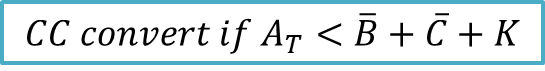 CC convert if A_T < B̄ + C̄ + K